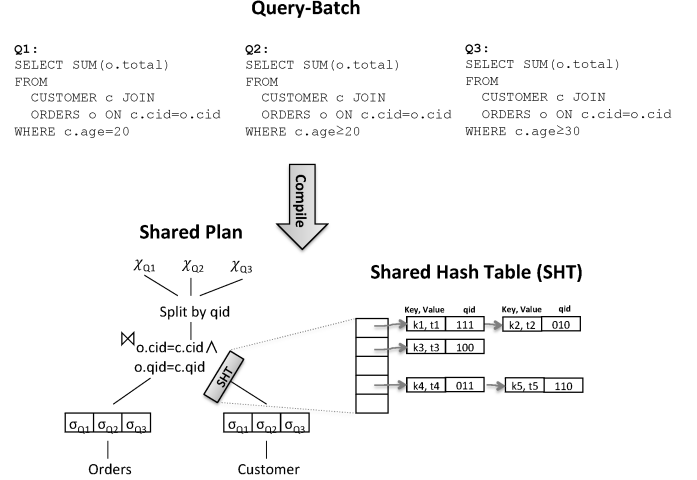 Query-Batch
Q1:
SELECT SUM(o.total)
FROM
CUSTOMER c JOIN
ORDERS o ON c.cid=o.cid
WHERE c.age=20
Q2:
SELECT SUM(o.total)
FROM
CUSTOMER c JOIN
ORDERS o ON c.cid=o.cid
WHERE c.age≥20
Q3:
SELECT SUM(o.total)
FROM
CUSTOMER c JOIN
ORDERS o ON c.cid=o.cid
WHERE c.age≥30
Compile
Shared Plan
χQ1 χQ2 χQ3
Split by qid
⋈o.cid=c.cid∧
o.qid=c.qid
SHT
σQ1 σQ2 σQ3
Orders
σQ1 σQ2 σQ3
Customer
Shared Hash Table (SHT)
Key, Value qid Key, Value qid
k1, t1 111 k2, t2 010
k3, t3 100
k4, t4 011 k5, t5 110